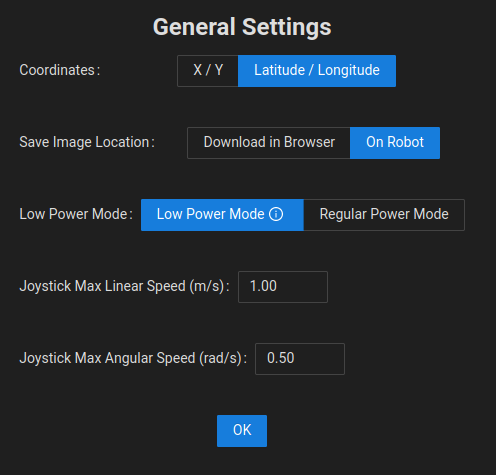 General Settings
Coordinates: X / Y Latitude / Longitude
Save Image Location: Download in Browser On Robot
Low Power Mode: Low Power Mode Regular Power Mode
Joystick Max Linear Speed (m/s): 1.00
Joystick Max Angular Speed (rad/s): 0.50
OK